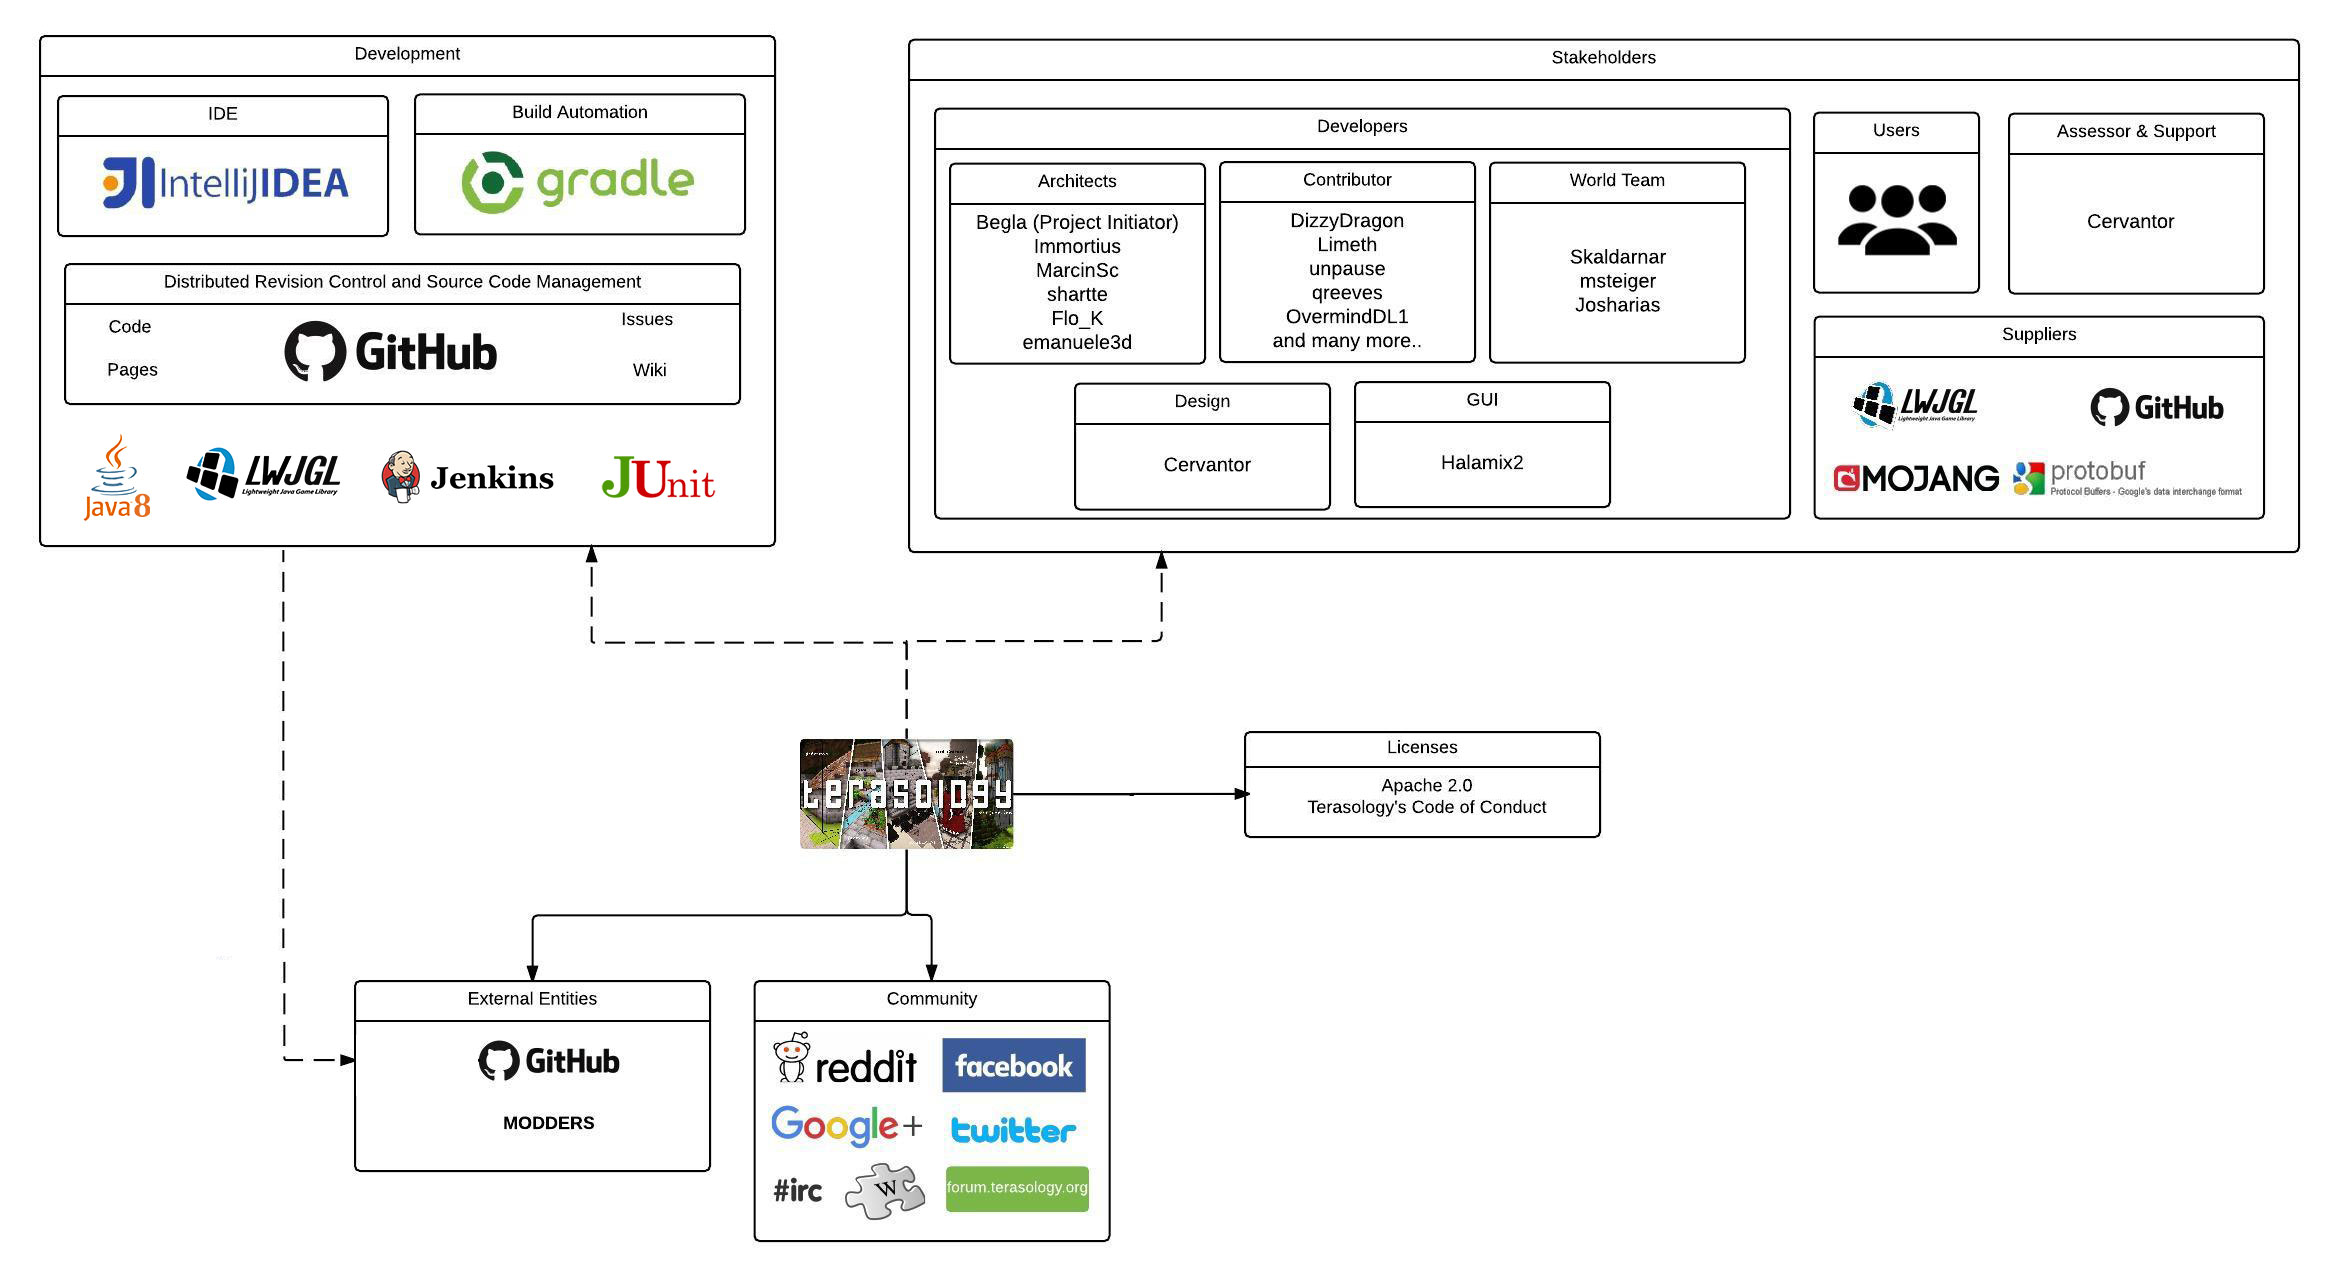 Development
IDE
IntelliJIDEA
Build Automation
gradle
Distributed Revision Control and Source Code Management
Code
Pages
GitHub
Issues
Wiki
Java8
LWJGL
Lightweight Java Game Library
Jenkins
JUnit
Stakeholders
Developers
Architects
Begla (Project Initiator)
Immortius
MarcinSc
shartte
Flo_K
emanuele3d
Contributor
DizzyDragon
Limeth
unpause
qreeves
OvermindDL1
and many more..
World Team
Skaldarnar
msteiger
Josharias
Design
Cervantor
GUI
Halamix2
Users
Assessor & Support
Cervantor
Suppliers
LWJGL
Lightweight Java Game Library
GitHub
MOJANG
protobuf
Protocol Buffers - Google's data interchange format
terasology
Licenses
Apache 2.0
Terasology's Code of Conduct
External Entities
GitHub
MODDERS
Community
reddit
facebook
Google+
twitter
#irc
W
forum.terasology.org